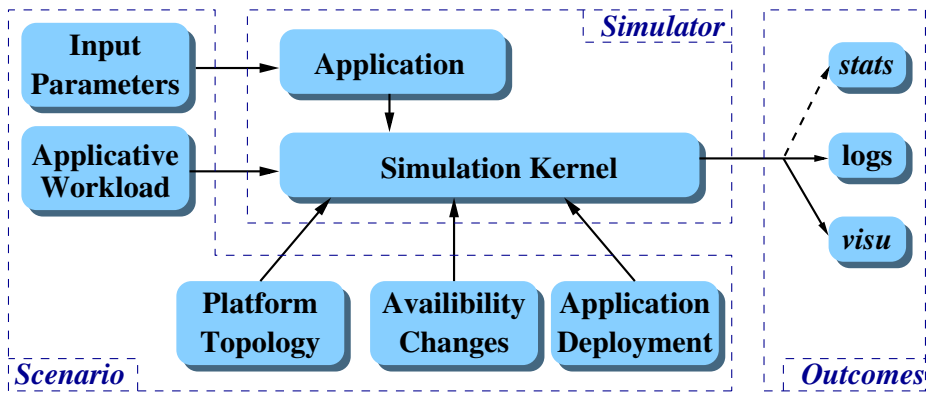 Simulator
Input
Parameters
Application
stats
Applicative
Workload
Simulation Kernel
logs
visu
Platform
Topology
Availibility
Changes
Application
Deployment
Scenario
Outcomes